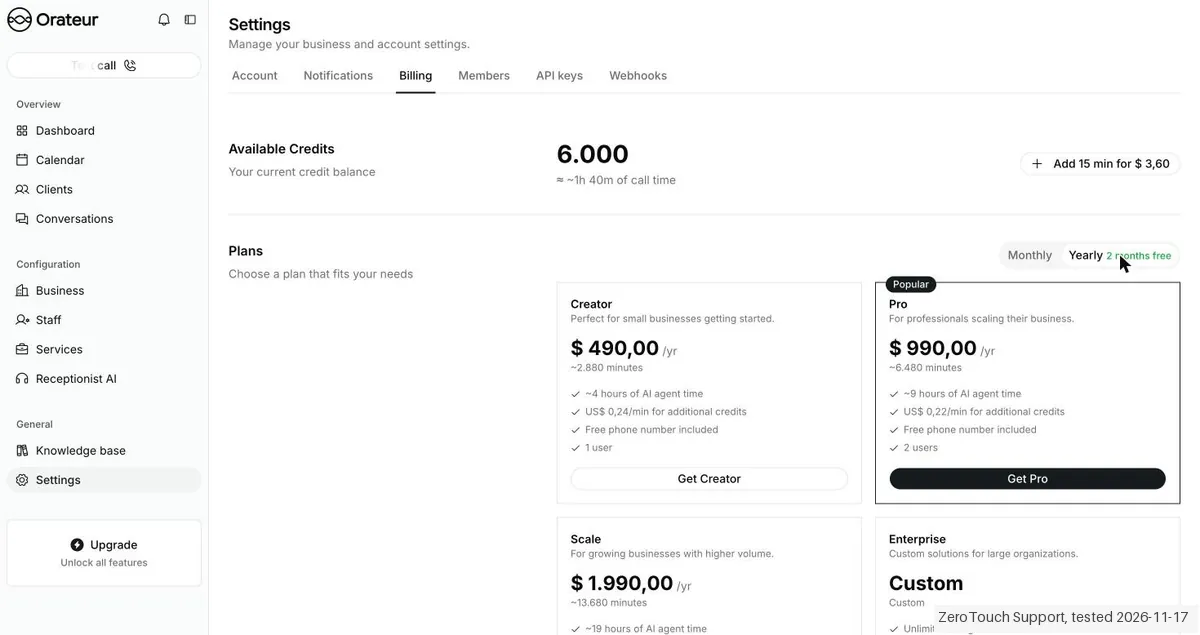 Orateur
call
Overview
Dashboard
Calendar
Clients
Conversations
Configuration
Business
Staff
Services
Receptionist AI
General
Knowledge base
Settings
Upgrade
Unlock all features
Settings
Manage your business and account settings.
Account Notifications Billing Members API keys Webhooks
Available Credits
Your current credit balance
6.000
≈ ~1h 40m of call time
+ Add 15 min for $ 3,60
Plans
Choose a plan that fits your needs
Monthly Yearly 2 months free
Creator
Perfect for small businesses getting started.
$ 490,00 /yr
~2.880 minutes
~4 hours of AI agent time
US$ 0,24/min for additional credits
Free phone number included
1 user
Get Creator
Popular
Pro
For professionals scaling their business.
$ 990,00 /yr
~6.480 minutes
~9 hours of AI agent time
US$ 0,22/min for additional credits
Free phone number included
2 users
Get Pro
Scale
For growing businesses with higher volume.
$ 1.990,00 /yr
~13.680 minutes
~19 hours of AI agent time
Enterprise
Custom solutions for large organizations.
Custom
Custom
ZeroTouch Support, tested 2026-11-17